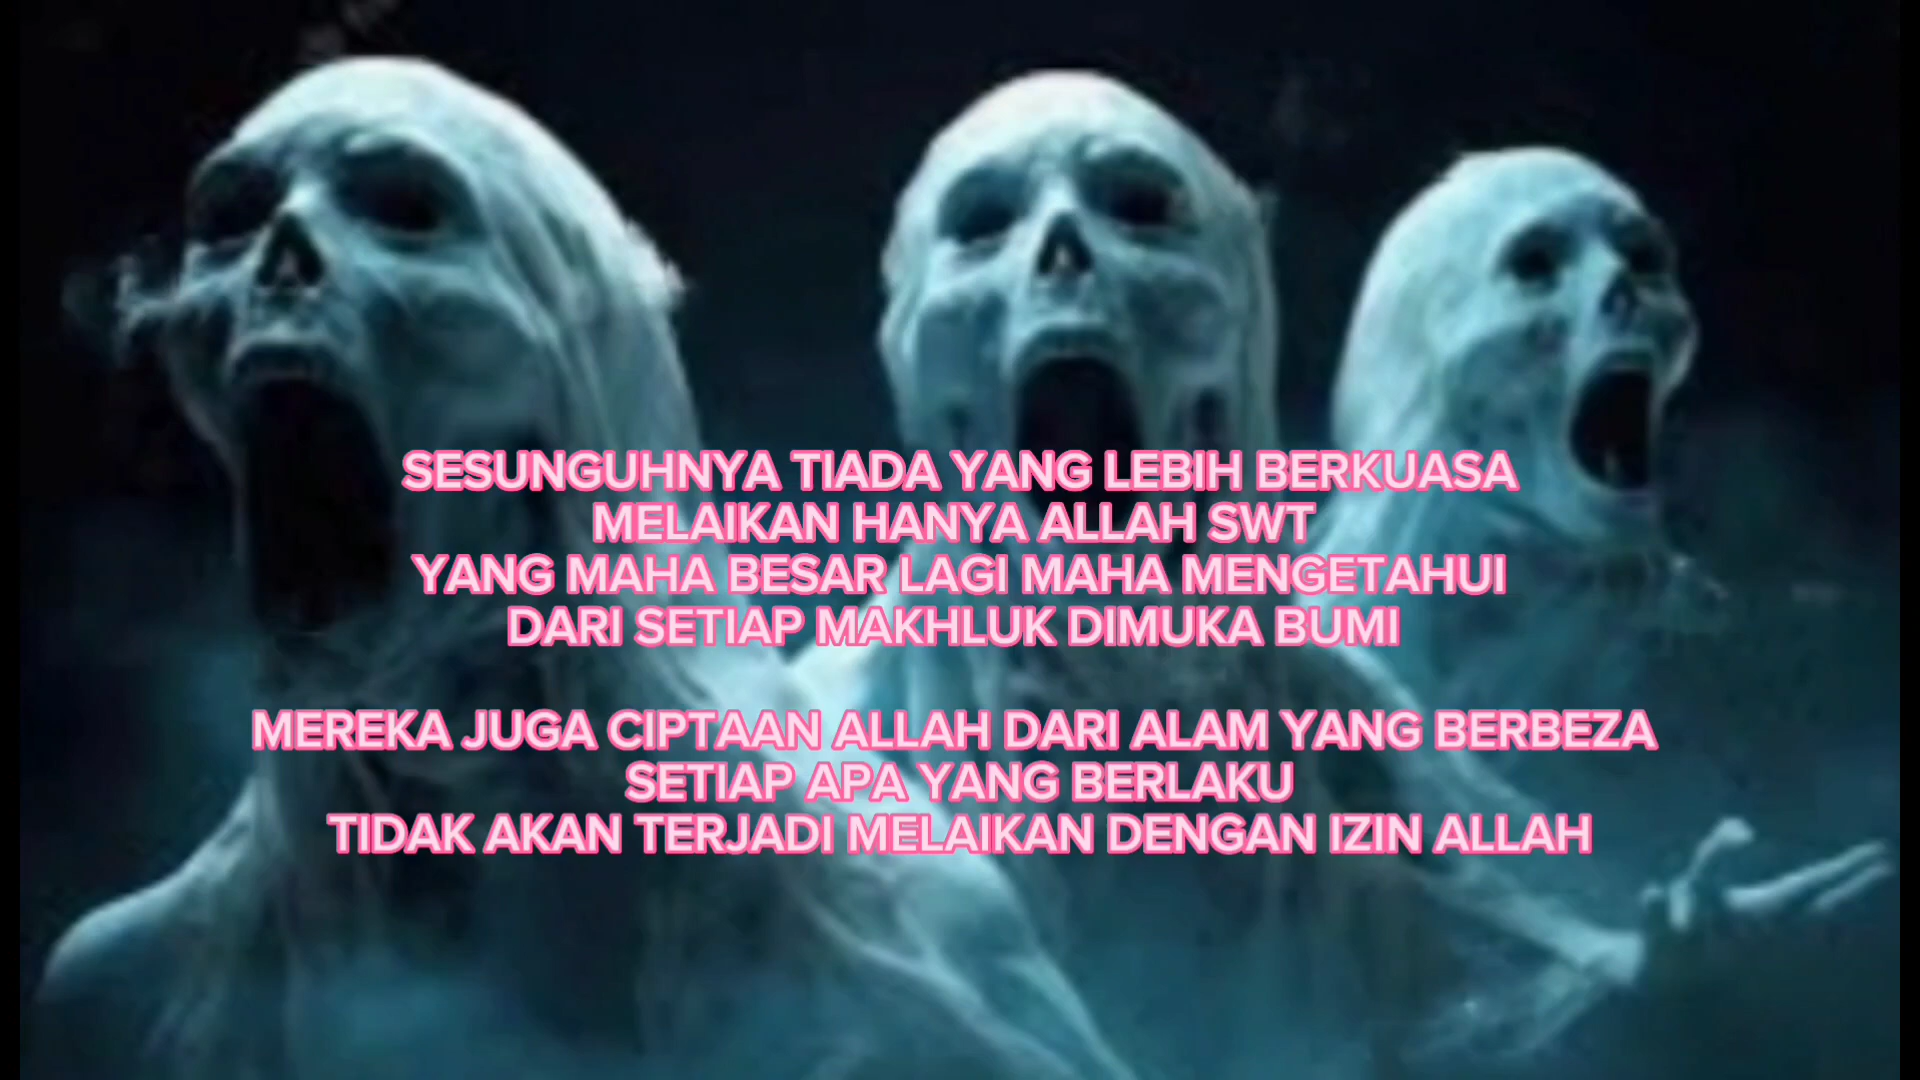 SESUNGUHNYA TIADA YANG LEBIH BERKUASA
MELAIKAN HANYA ALLAH SWT
YANG MAHA BESAR LAGI MAHA MENGETAHUI
DARI SETIAP MAKHLUK DIMUKA BUMI
MEREKA JUGA CIPTAAN ALLAH DARI ALAM YANG BERBEZA
SETIAP APA YANG BERLAKU
TIDAK AKAN TERJADI MELAIKAN DENGAN IZIN ALLAH